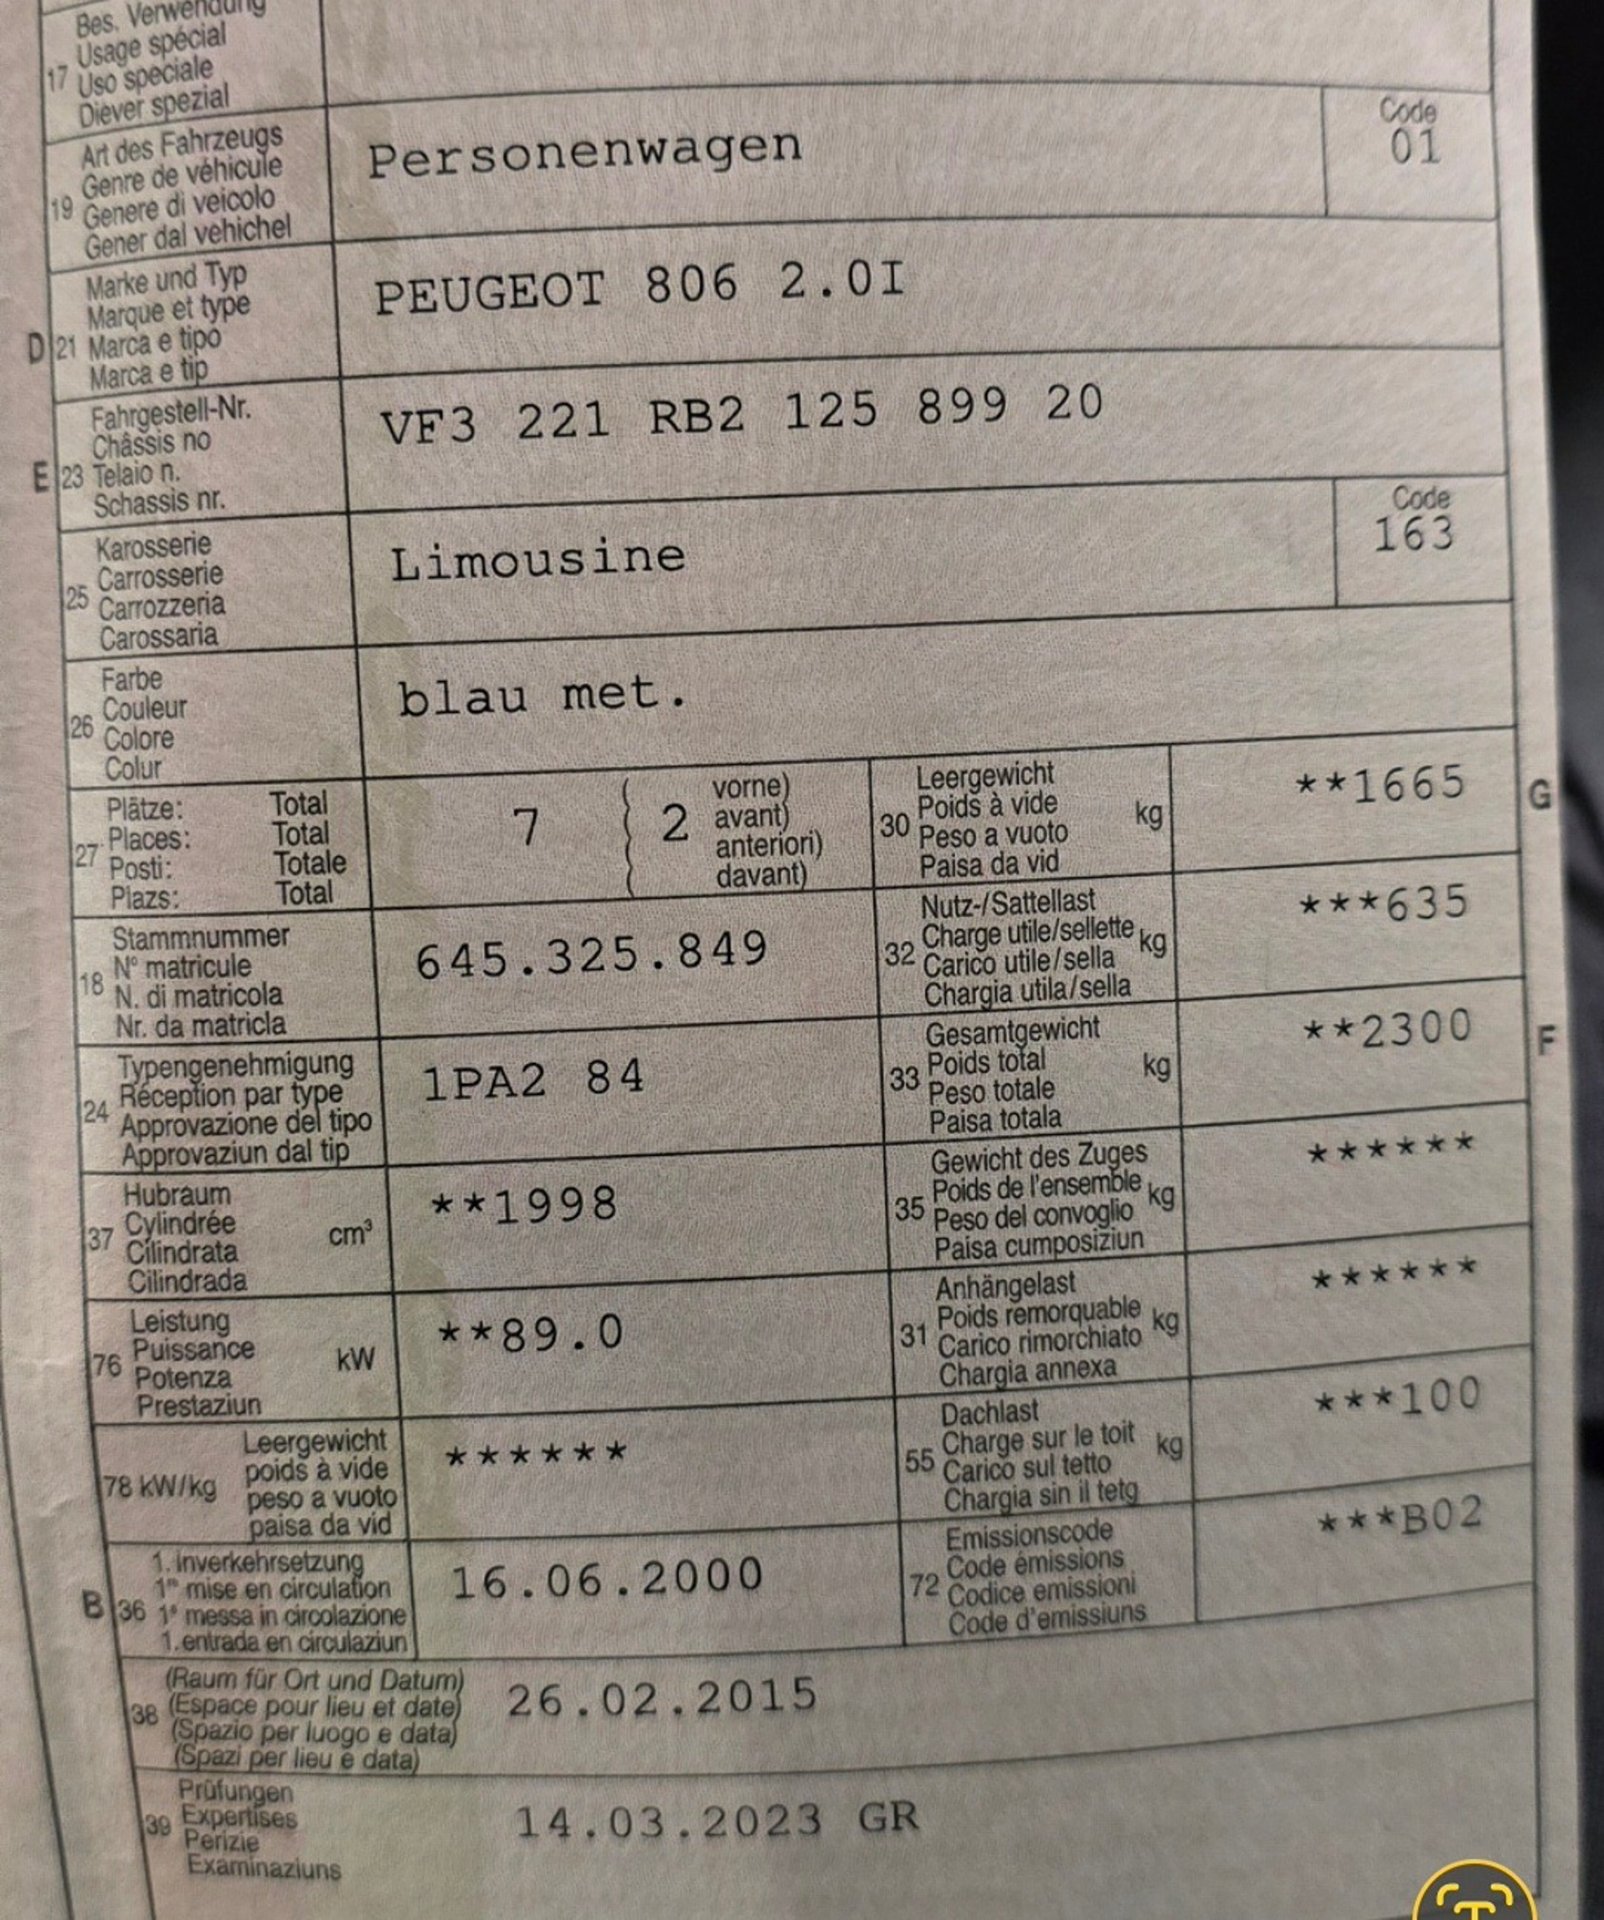 Bes. Verwendung
17 Usage spécial
Uso speciale
Diever spezial
Art des Fahrzeugs
19 Genre de véhicule
Genere di veicolo
Gener dal vehichel
Personenwagen
Code
01
Marke und Typ
Marque et type
D 21 Marca e tipo
Marca e tip
PEUGEOT 806 2.0I
Fahrgestell-Nr.
Châssis no
E 23 Telaio n.
Schassis nr.
VF3 221 RB2 125 899 20
Karosserie
Carrosserie
25 Carrozzeria
Carossaria
Limousine
Code
163
Farbe
Couleur
26 Colore
Colur
blau met.
Plätze: Total
27 Places: Total
Posti: Totale
Plazs: Total
7 ( 2 vorne)
avant)
anteriori)
davant)
Leergewicht
30 Poids à vide kg
Peso a vuoto
Paisa da vid
**1665 G
Stammnummer
18 N° matricule
N. di matricola
Nr. da matricla
645.325.849
Nutz-/Sattellast
32 Charge utile/sellette kg
Carico utile/sella
Chargia utila/sella
***635
Typengenehmigung
24 Réception par type
Approvazione del tipo
Approvaziun dal tip
1PA2 84
Gesamtgewicht
33 Poids total kg
Peso totale
Paisa totala
**2300 F
Hubraum
37 Cylindrée cm³
Cilindrata
Cilindrada
**1998
Gewicht des Zuges
35 Poids de l'ensemble kg
Peso del convoglio
Paisa cumposiziun
******
Leistung
76 Puissance kW
Potenza
Prestaziun
**89.0
Anhängelast
31 Poids remorquable kg
Carico rimorchiato
Chargia annexa
******
78 kW/kg Leergewicht
poids à vide
peso a vuoto
paisa da vid
******
Dachlast
55 Charge sur le toit kg
Carico sul tetto
Chargia sin il tetg
***100
1. Inverkehrsetzung
B 36 1re mise en circulation
1a messa in circolazione
1. entrada en circulaziun
16.06.2000
Emissionscode
72 Code émissions
Codice emissioni
Code d'emissiuns
***B02
(Raum für Ort und Datum)
38 (Espace pour lieu et date)
(Spazio per luogo e data)
(Spazi per lieu e data)
26.02.2015
Prüfungen
39 Expertises
Perizie
Examinaziuns
14.03.2023 GR